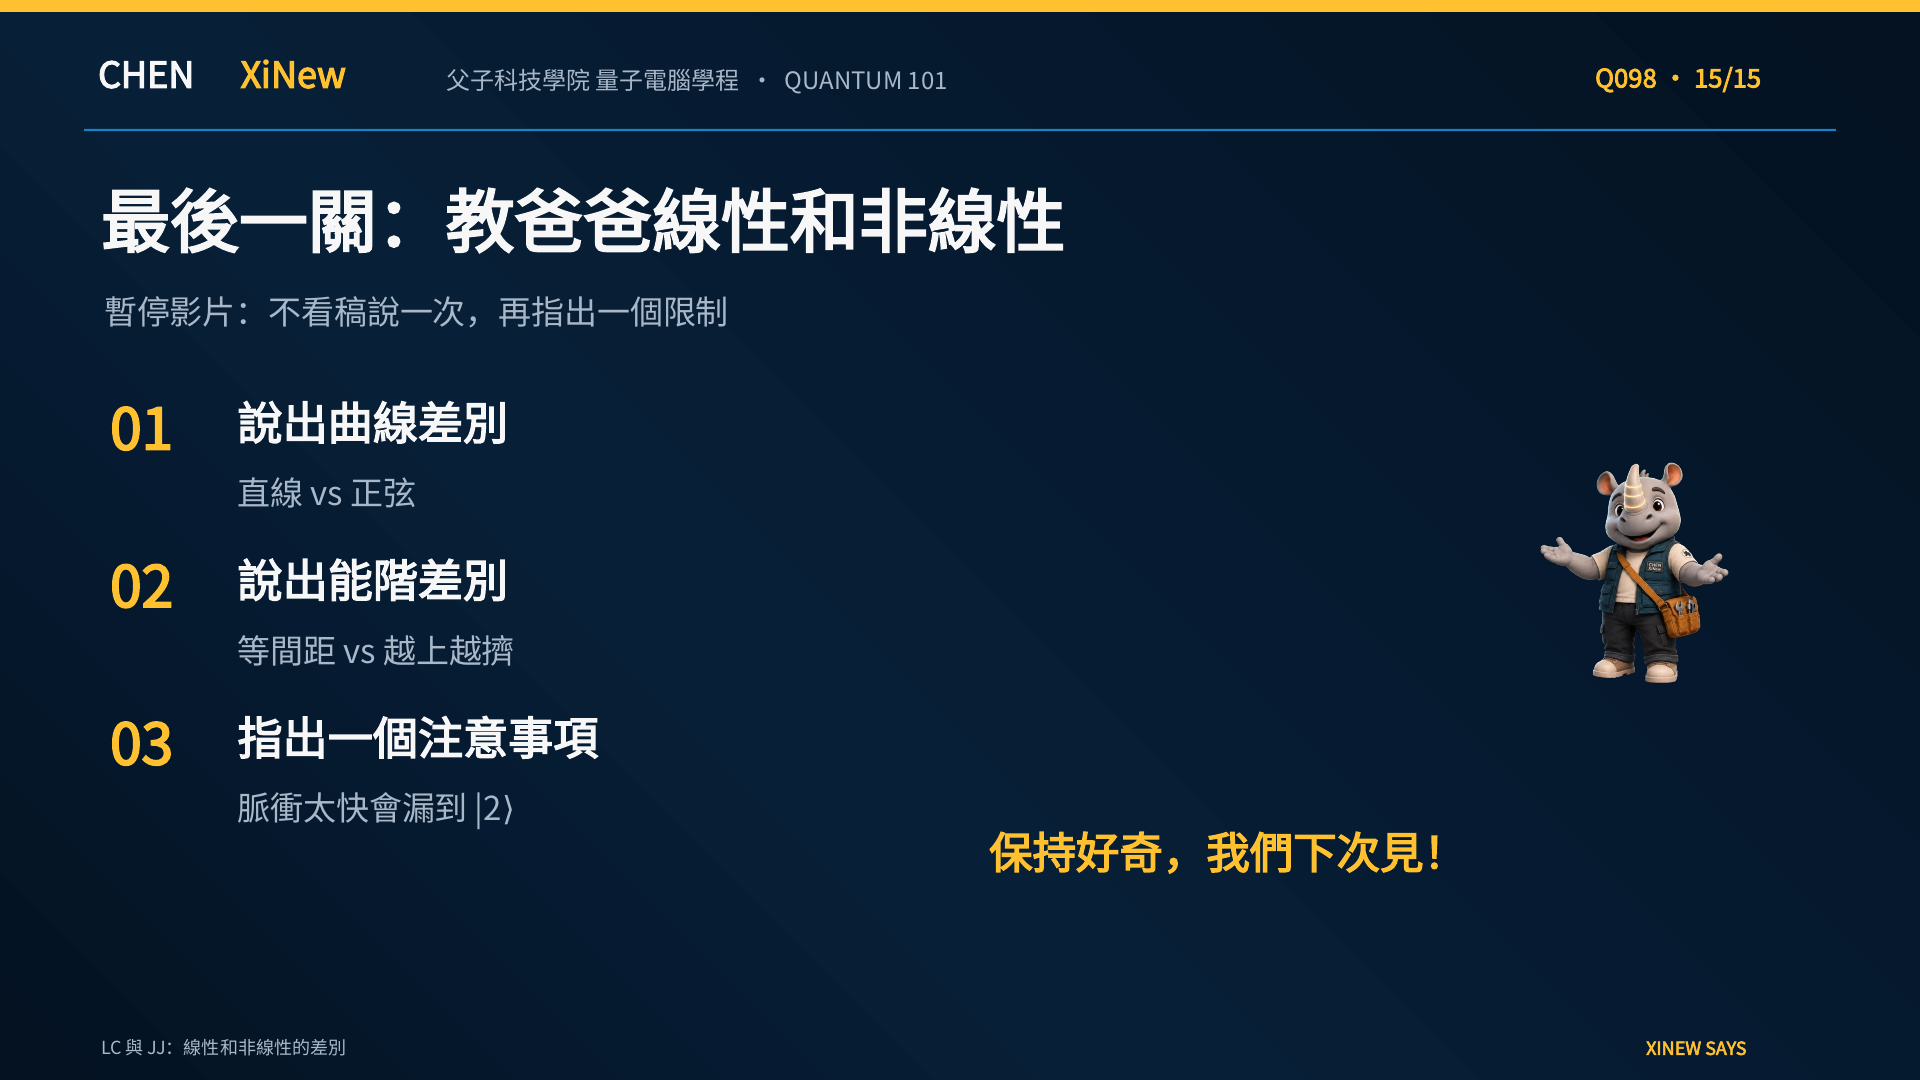 CHEN XiNew 父子科技學院 量子電腦學程 · QUANTUM 101 Q098 · 15/15
最後一關：教爸爸線性和非線性
暫停影片：不看稿說一次，再指出一個限制
01 說出曲線差別
直線 vs 正弦
02 說出能階差別
等間距 vs 越上越擠
03 指出一個注意事項
脈衝太快會漏到 |2⟩
保持好奇，我們下次見！
LC 與 JJ：線性和非線性的差別
XINEW SAYS